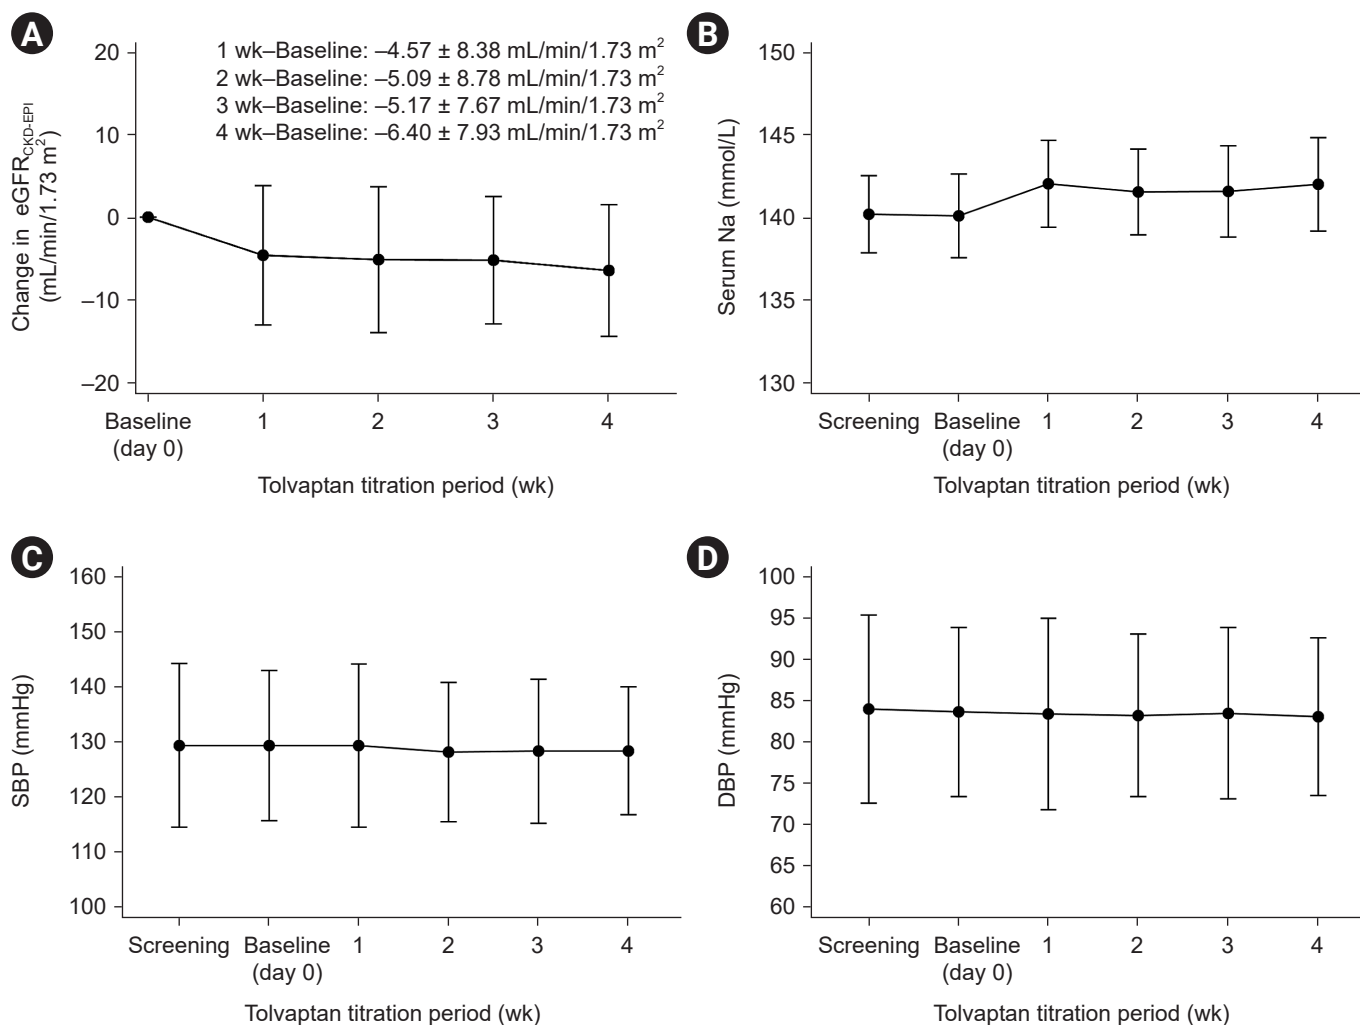 A
1 wk–Baseline: –4.57 ± 8.38 mL/min/1.73 m²
2 wk–Baseline: –5.09 ± 8.78 mL/min/1.73 m²
3 wk–Baseline: –5.17 ± 7.67 mL/min/1.73 m²
4 wk–Baseline: –6.40 ± 7.93 mL/min/1.73 m²
Change in eGFR CKD-EPI
(mL/min/1.73 m²)
20
10
0
–10
–20
Baseline
(day 0)
1
2
3
4
Tolvaptan titration period (wk)
B
Serum Na (mmol/L)
150
145
140
135
130
Screening
Baseline
(day 0)
1
2
3
4
Tolvaptan titration period (wk)
C
SBP (mmHg)
160
150
140
130
120
110
100
Screening
Baseline
(day 0)
1
2
3
4
Tolvaptan titration period (wk)
D
DBP (mmHg)
100
95
90
85
80
75
70
65
60
Screening
Baseline
(day 0)
1
2
3
4
Tolvaptan titration period (wk)